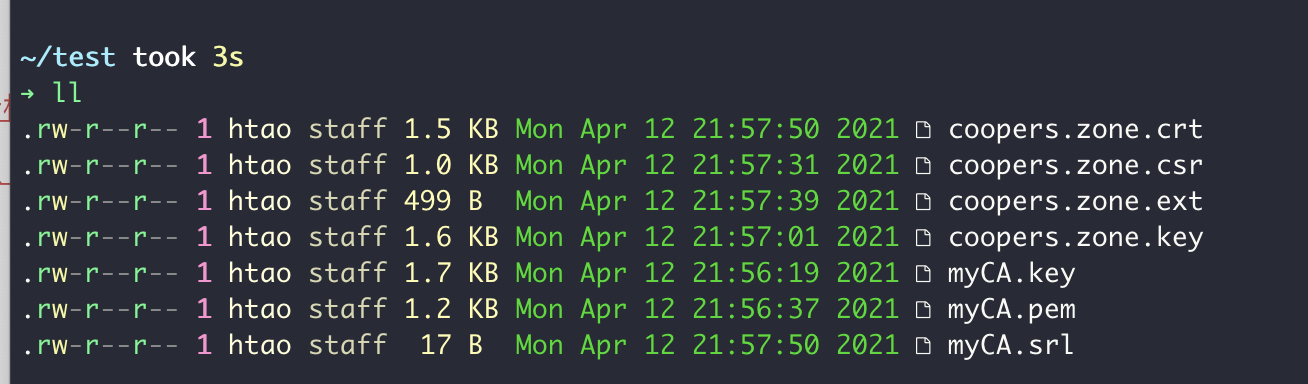 ~/test took 3s
➜ ll
.rw-r--r-- 1 htao staff 1.5 KB Mon Apr 12 21:57:50 2021 coopers.zone.crt
.rw-r--r-- 1 htao staff 1.0 KB Mon Apr 12 21:57:31 2021 coopers.zone.csr
.rw-r--r-- 1 htao staff 499 B Mon Apr 12 21:57:39 2021 coopers.zone.ext
.rw-r--r-- 1 htao staff 1.6 KB Mon Apr 12 21:57:01 2021 coopers.zone.key
.rw-r--r-- 1 htao staff 1.7 KB Mon Apr 12 21:56:19 2021 myCA.key
.rw-r--r-- 1 htao staff 1.2 KB Mon Apr 12 21:56:37 2021 myCA.pem
.rw-r--r-- 1 htao staff 17 B Mon Apr 12 21:57:50 2021 myCA.srl